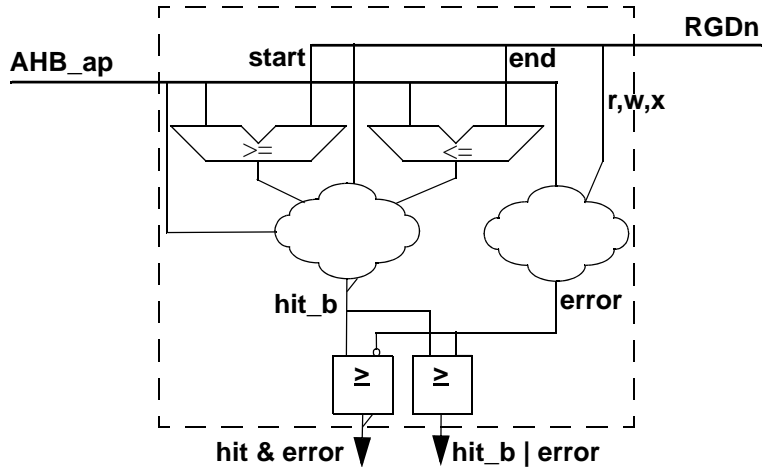 RGDn
start
end
AHB_ap
r,w,x
>=
<=
hit_b
error
≥
≥
hit & error
hit_b | error